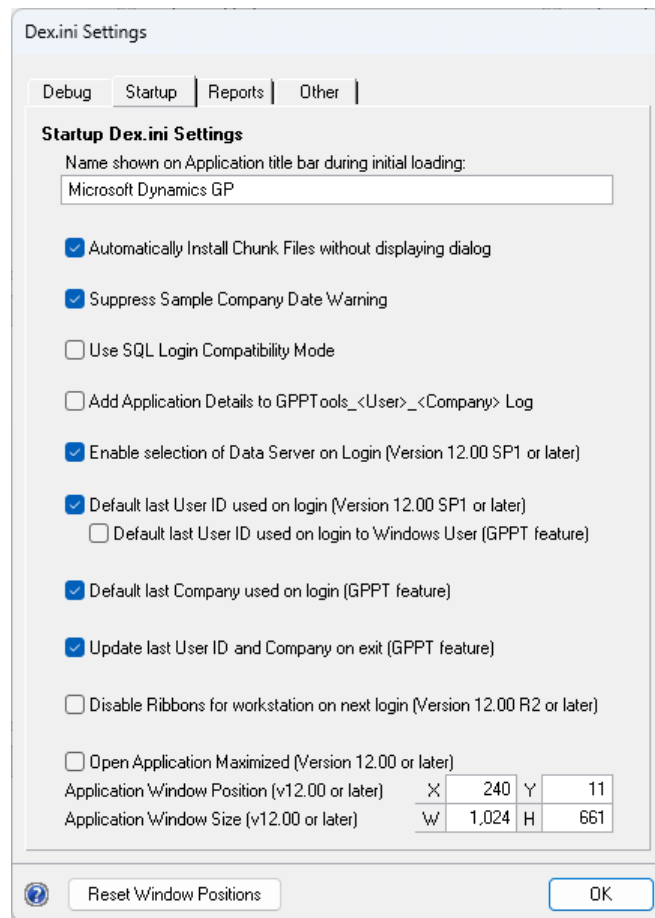 Dex.ini Settings
Debug Startup Reports Other
Startup Dex.ini Settings
Name shown on Application title bar during initial loading:
Microsoft Dynamics GP
Automatically Install Chunk Files without displaying dialog
Suppress Sample Company Date Warning
Use SQL Login Compatibility Mode
Add Application Details to GPPTools_<User>_<Company> Log
Enable selection of Data Server on Login (Version 12.00 SP1 or later)
Default last User ID used on login (Version 12.00 SP1 or later)
Default last User ID used on login to Windows User (GPPT feature)
Default last Company used on login (GPPT feature)
Update last User ID and Company on exit (GPPT feature)
Disable Ribbons for workstation on next login (Version 12.00 R2 or later)
Open Application Maximized (Version 12.00 or later)
Application Window Position (v12.00 or later) X 240 Y 11
Application Window Size (v12.00 or later) W 1,024 H 661
Reset Window Positions OK